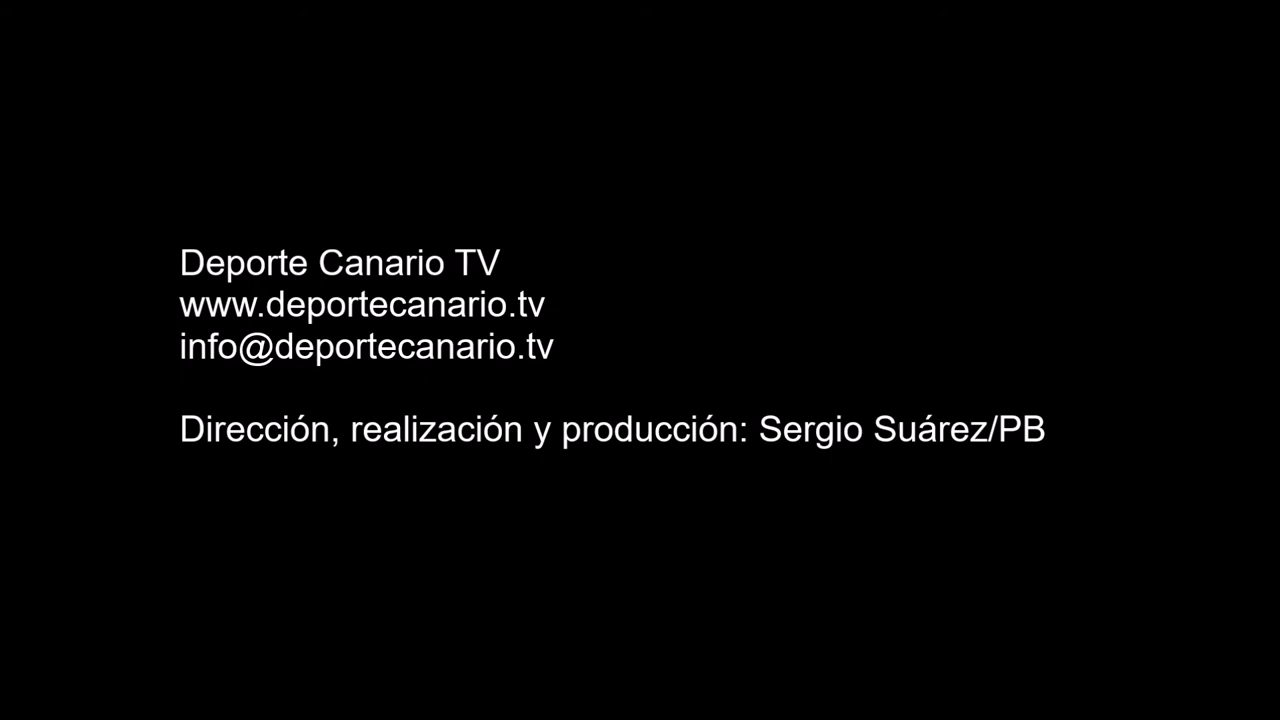 Deporte Canario TV
www.deportecanario.tv
info@deportecanario.tv
Dirección, realización y producción: Sergio Suárez/PB